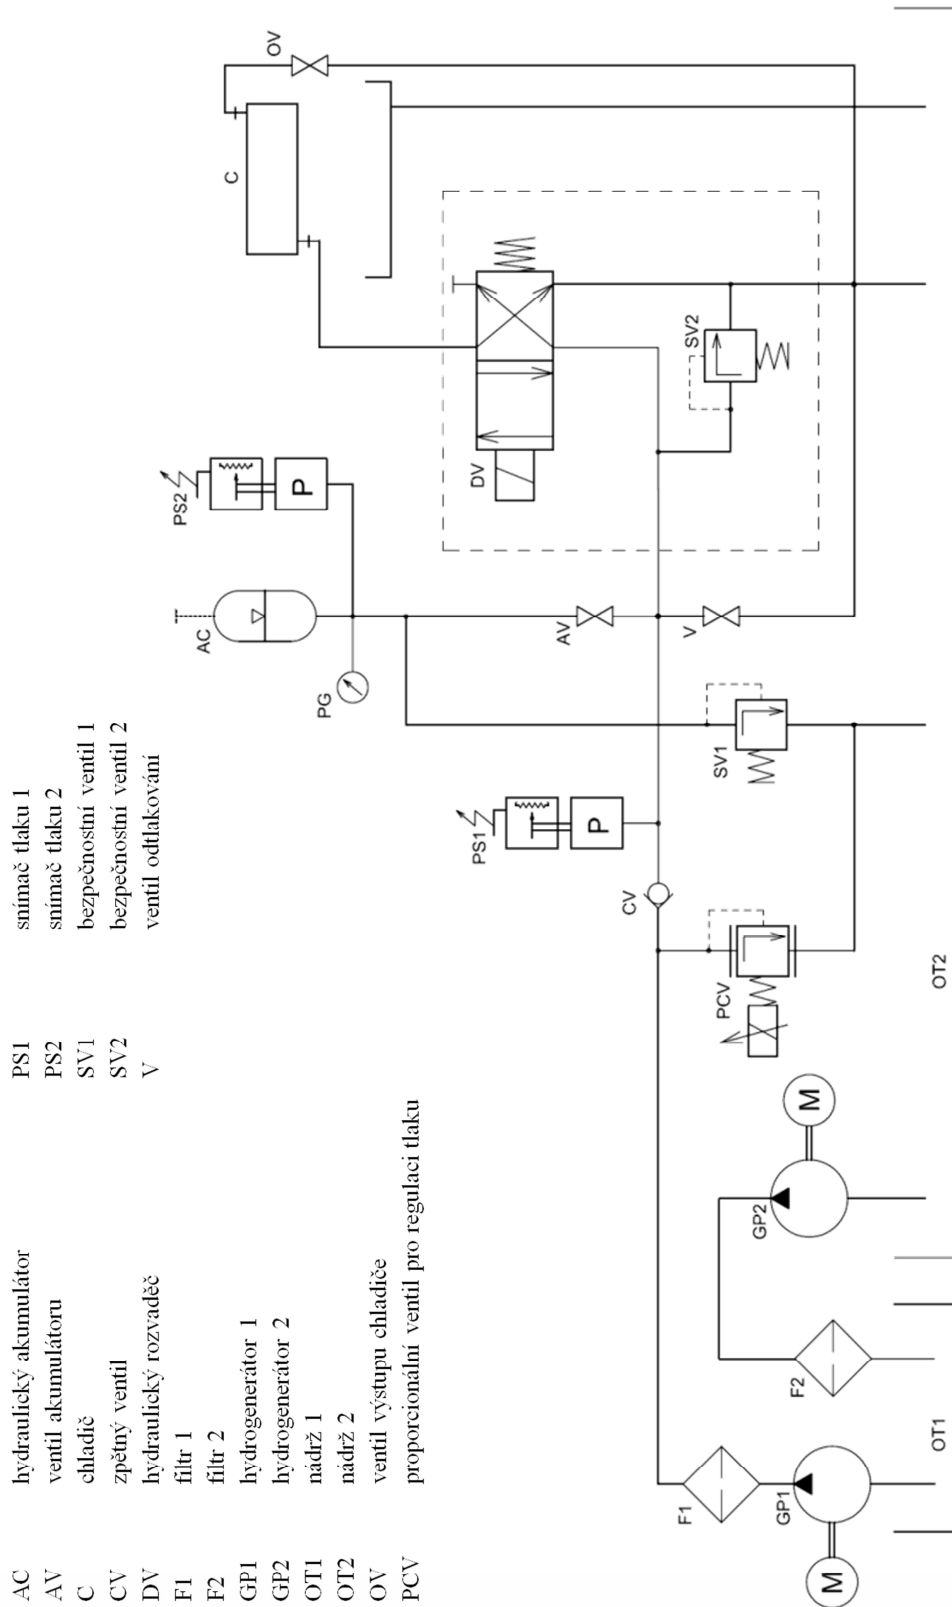 AC hydraulický akumulátor
AV ventil akumulátoru
C chladič
CV zpětný ventil
DV hydraulický rozvaděč
F1 filtr 1
F2 filtr 2
GP1 hydrogenerátor 1
GP2 hydrogenerátor 2
OT1 nádrž 1
OT2 nádrž 2
OV ventil výstupu chladiče
PCV proporcionální ventil pro regulaci tlaku
PS1 snímač tlaku 1
PS2 snímač tlaku 2
SV1 bezpečnostní ventil 1
SV2 bezpečnostní ventil 2
V ventil odtlakování
OV
C
PS2
P
AC
PG
DV
SV2
AV
V
PS1
P
SV1
CV
PCV
OT2
M
GP2
F2
F1
GP1
M
OT1